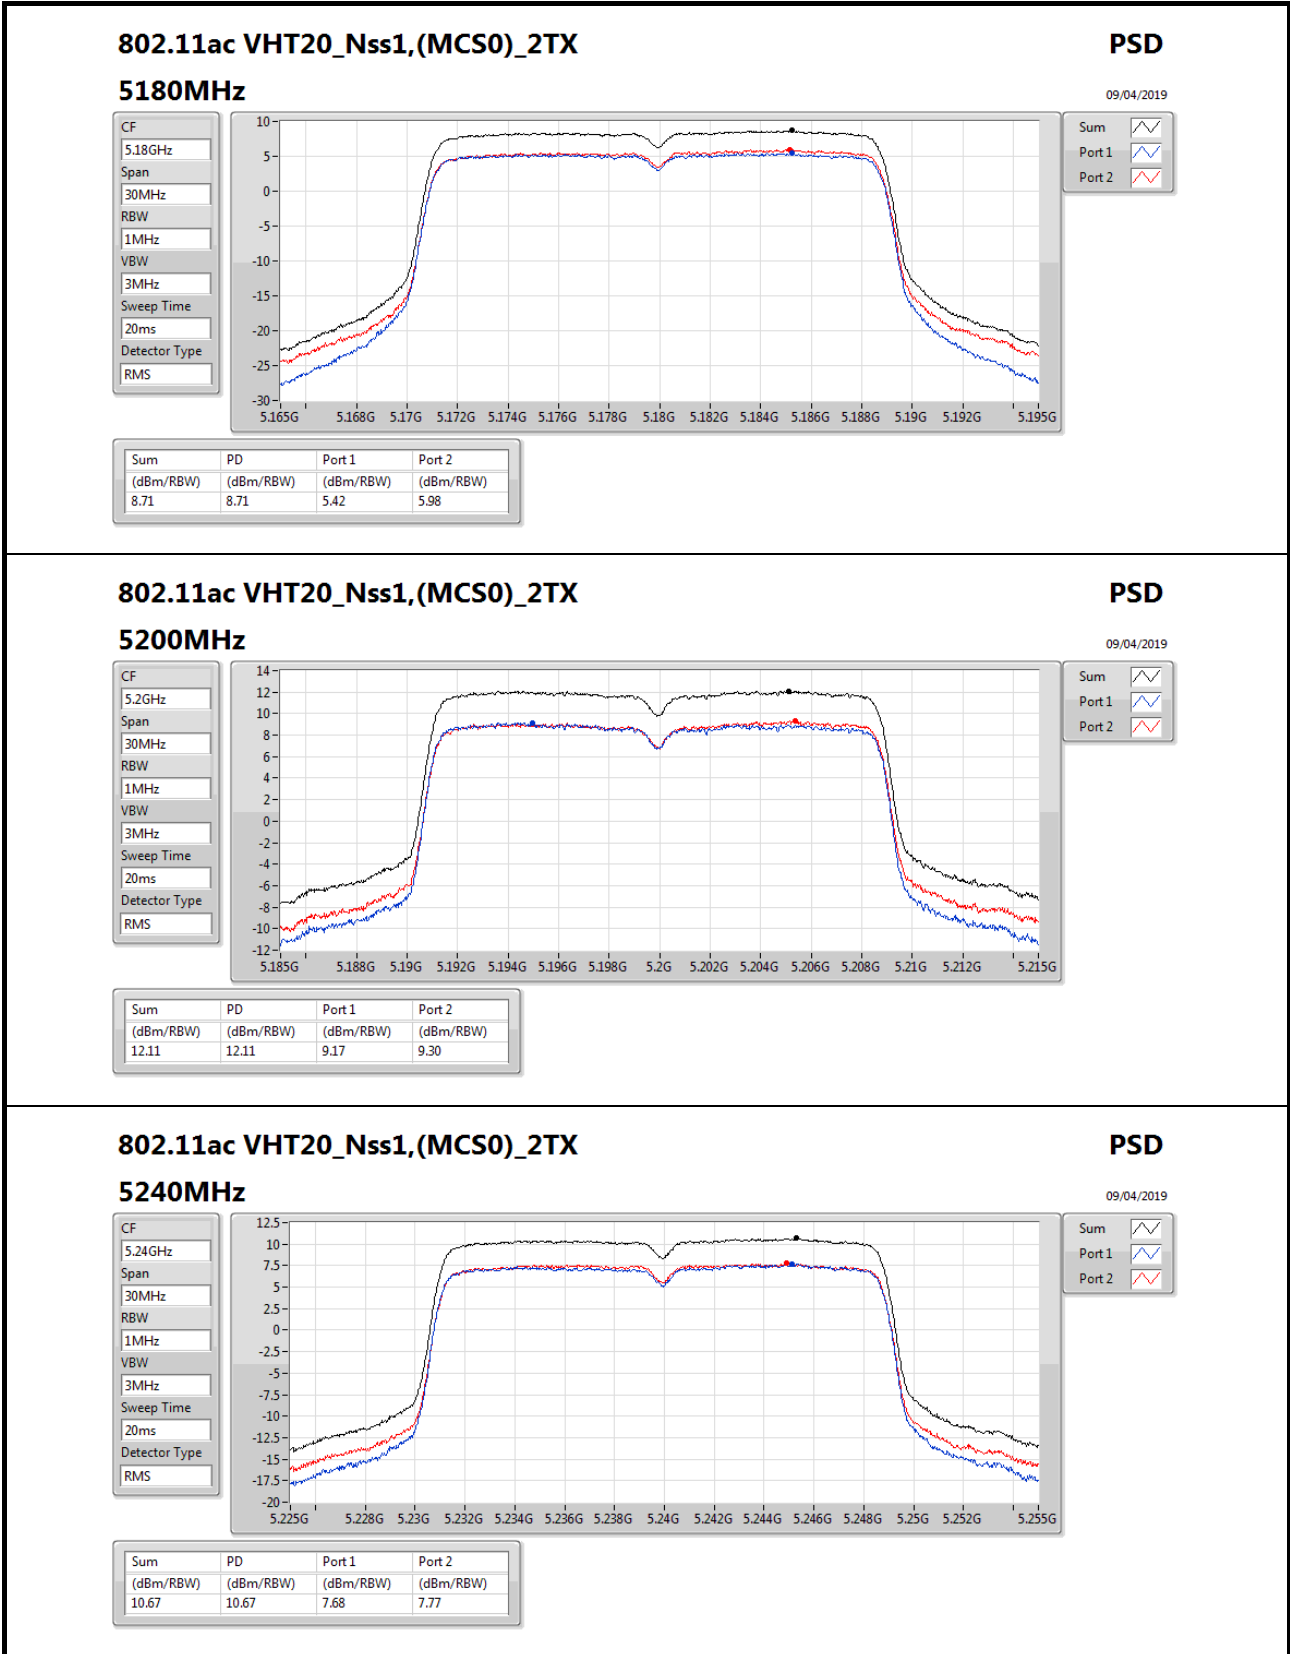 802.11ac VHT20_Nss1,(MCS0)_2TX PSD
5180MHz 09/04/2019
CF
5.18GHz
Span
30MHz
RBW
1MHz
VBW
3MHz
Sweep Time
20ms
Detector Type
RMS
10
5
0
-5
-10
-15
-20
-25
-30
5.165G 5.168G 5.17G 5.172G 5.174G 5.176G 5.178G 5.18G 5.182G 5.184G 5.186G 5.188G 5.19G 5.192G 5.195G
Sum
Port 1
Port 2
Sum PD Port 1 Port 2
(dBm/RBW) (dBm/RBW) (dBm/RBW) (dBm/RBW)
8.71 8.71 5.42 5.98
802.11ac VHT20_Nss1,(MCS0)_2TX PSD
5200MHz 09/04/2019
CF
5.2GHz
Span
30MHz
RBW
1MHz
VBW
3MHz
Sweep Time
20ms
Detector Type
RMS
14
12
10
8
6
4
2
0
-2
-4
-6
-8
-10
-12
5.185G 5.188G 5.19G 5.192G 5.194G 5.196G 5.198G 5.2G 5.202G 5.204G 5.206G 5.208G 5.21G 5.212G 5.215G
Sum
Port 1
Port 2
Sum PD Port 1 Port 2
(dBm/RBW) (dBm/RBW) (dBm/RBW) (dBm/RBW)
12.11 12.11 9.17 9.30
802.11ac VHT20_Nss1,(MCS0)_2TX PSD
5240MHz 09/04/2019
CF
5.24GHz
Span
30MHz
RBW
1MHz
VBW
3MHz
Sweep Time
20ms
Detector Type
RMS
12.5
10
7.5
5
2.5
0
-2.5
-5
-7.5
-10
-12.5
-15
-17.5
-20
5.225G 5.228G 5.23G 5.232G 5.234G 5.236G 5.238G 5.24G 5.242G 5.244G 5.246G 5.248G 5.25G 5.252G 5.255G
Sum
Port 1
Port 2
Sum PD Port 1 Port 2
(dBm/RBW) (dBm/RBW) (dBm/RBW) (dBm/RBW)
10.67 10.67 7.68 7.77